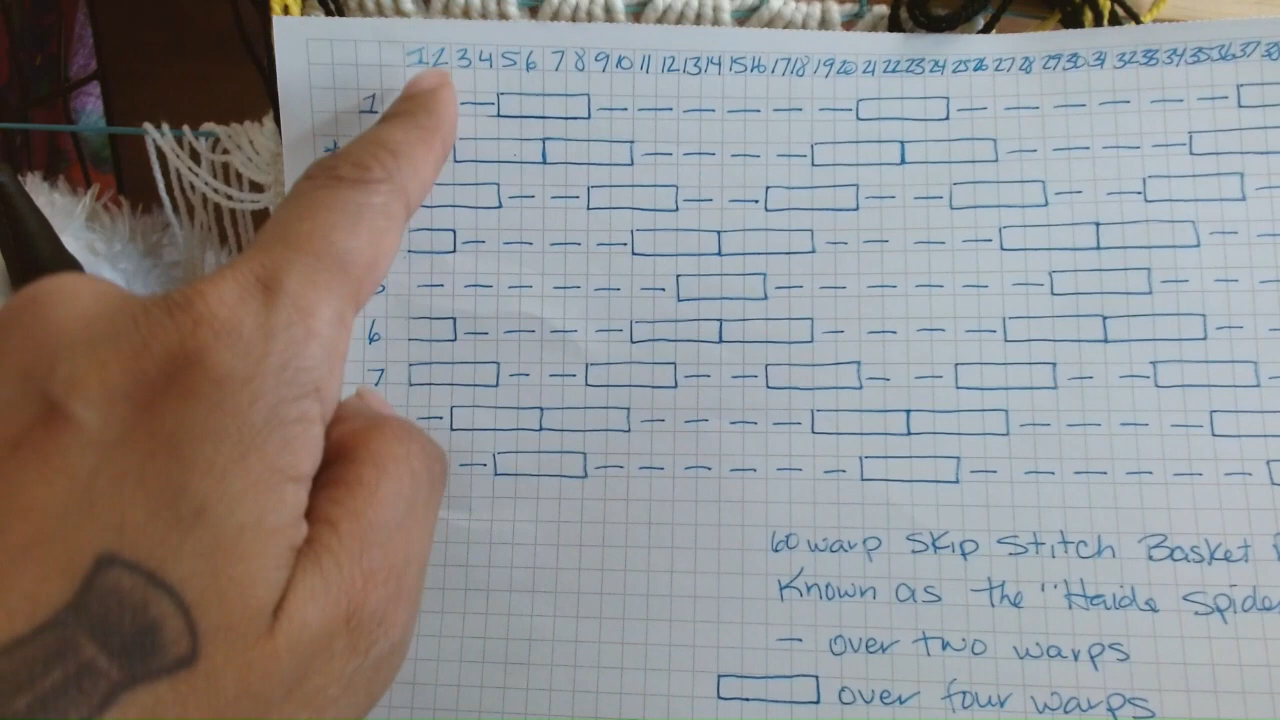 1 2 3 4 5 6 7 8 9 10 11 12 13 14 15 16 17 18 19 20 21 22 23 24 25 26 27 28 29 30 31 32 33 34 35 36 37 38
1
6
7
60 warp Skip Stitch Basket
Known as the "Haida
— over two warps
over four warps